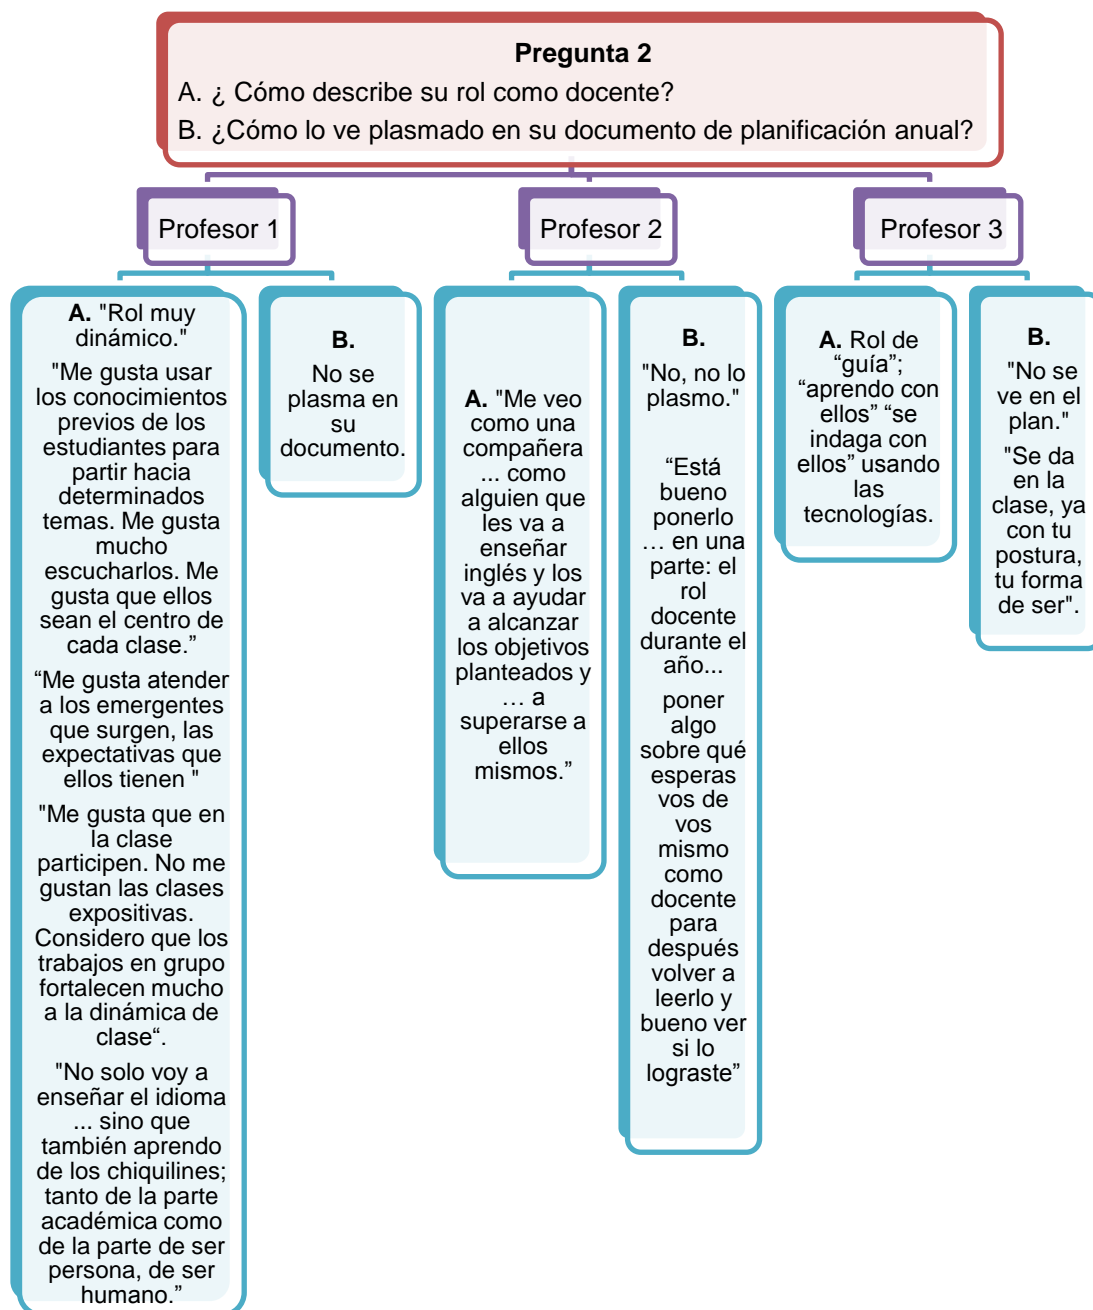 Pregunta 2
A. ¿ Cómo describe su rol como docente?
B. ¿Cómo lo ve plasmado en su documento de planificación anual?
Profesor 1
A. "Rol muy
dinámico."
"Me gusta usar
los conocimientos
previos de los
estudiantes para
partir hacia
determinados
temas. Me gusta
mucho
escucharlos. Me
gusta que ellos
sean el centro de
cada clase.”
“Me gusta atender
a los emergentes
que surgen, las
expectativas que
ellos tienen "
"Me gusta que en
la clase
participen. No me
gustan las clases
expositivas.
Considero que los
trabajos en grupo
fortalecen mucho
a la dinámica de
clase“.
"No solo voy a
enseñar el idioma
... sino que
también aprendo
de los chiquilines;
tanto de la parte
académica como
de la parte de ser
persona, de ser
humano.”
B.
No se
plasma en
su
documento.
Profesor 2
A. "Me veo
como una
compañera
... como
alguien que
les va a
enseñar
inglés y los
va a ayudar
a alcanzar
los objetivos
planteados y
… a
superarse a
ellos
mismos.”
B.
"No, no lo
plasmo."
“Está
bueno
ponerlo
… en una
parte: el
rol
docente
durante el
año...
poner
algo
sobre qué
esperas
vos de
vos
mismo
como
docente
para
después
volver a
leerlo y
bueno ver
si lo
lograste”
Profesor 3
A. Rol de
“guía”;
“aprendo con
ellos” “se
indaga con
ellos” usando
las
tecnologías.
B.
"No se
ve en el
plan."
"Se da
en la
clase, ya
con tu
postura,
tu forma
de ser".